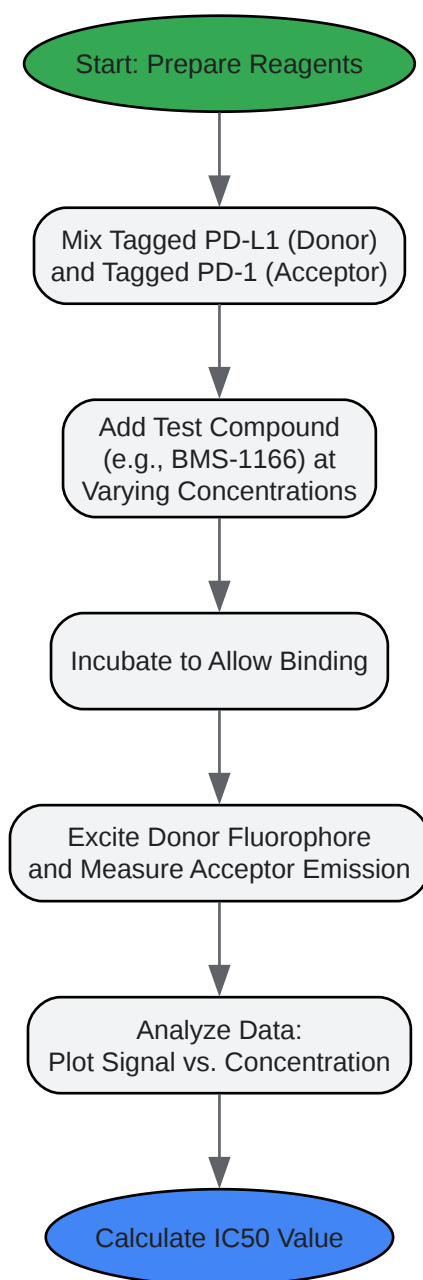 Start: Prepare Reagents
Mix Tagged PD-L1 (Donor)
and Tagged PD-1 (Acceptor)
Add Test Compound
(e.g., BMS-1166) at
Varying Concentrations
Incubate to Allow Binding
Excite Donor Fluorophore
and Measure Acceptor Emission
Analyze Data:
Plot Signal vs. Concentration
Calculate IC50 Value